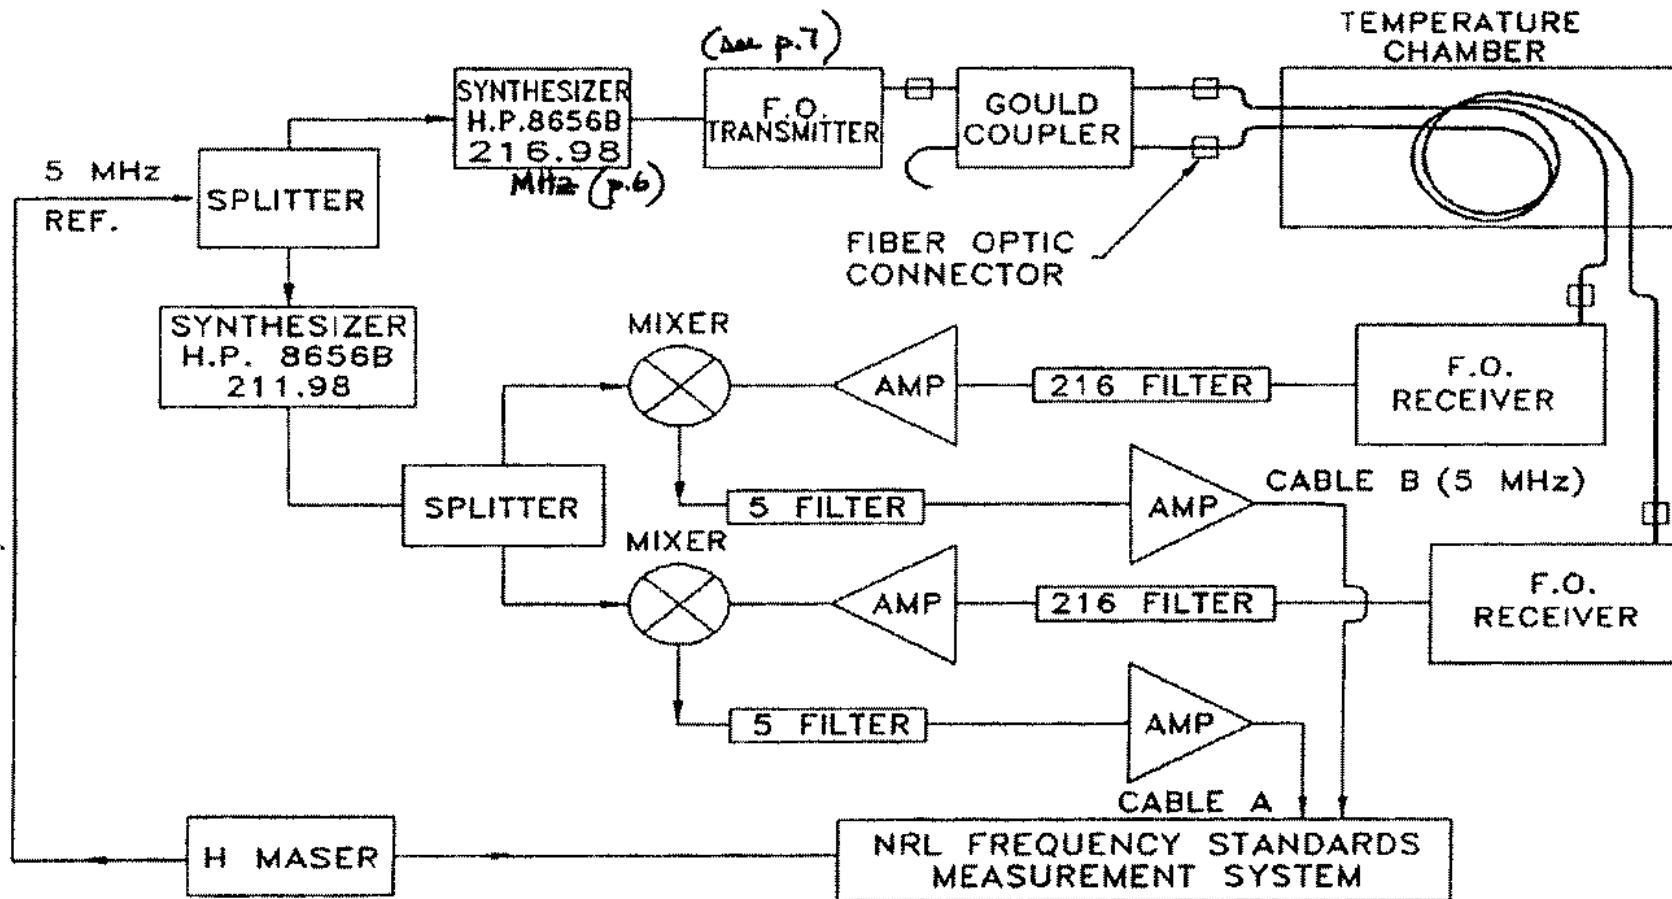 TEMPERATURE
CHAMBER
(see p.7)
SYNTHESIZER
H.P.8656B
216.98
MHz (p.6)
F.O.
TRANSMITTER
GOULD
COUPLER
5 MHz
REF.
SPLITTER
FIBER OPTIC
CONNECTOR
SYNTHESIZER
H.P. 8656B
211.98
MIXER
AMP
216 FILTER
F.O.
RECEIVER
SPLITTER
5 FILTER
AMP
CABLE B (5 MHz)
MIXER
AMP
216 FILTER
F.O.
RECEIVER
5 FILTER
AMP
CABLE A
H MASER
NRL FREQUENCY STANDARDS
MEASUREMENT SYSTEM